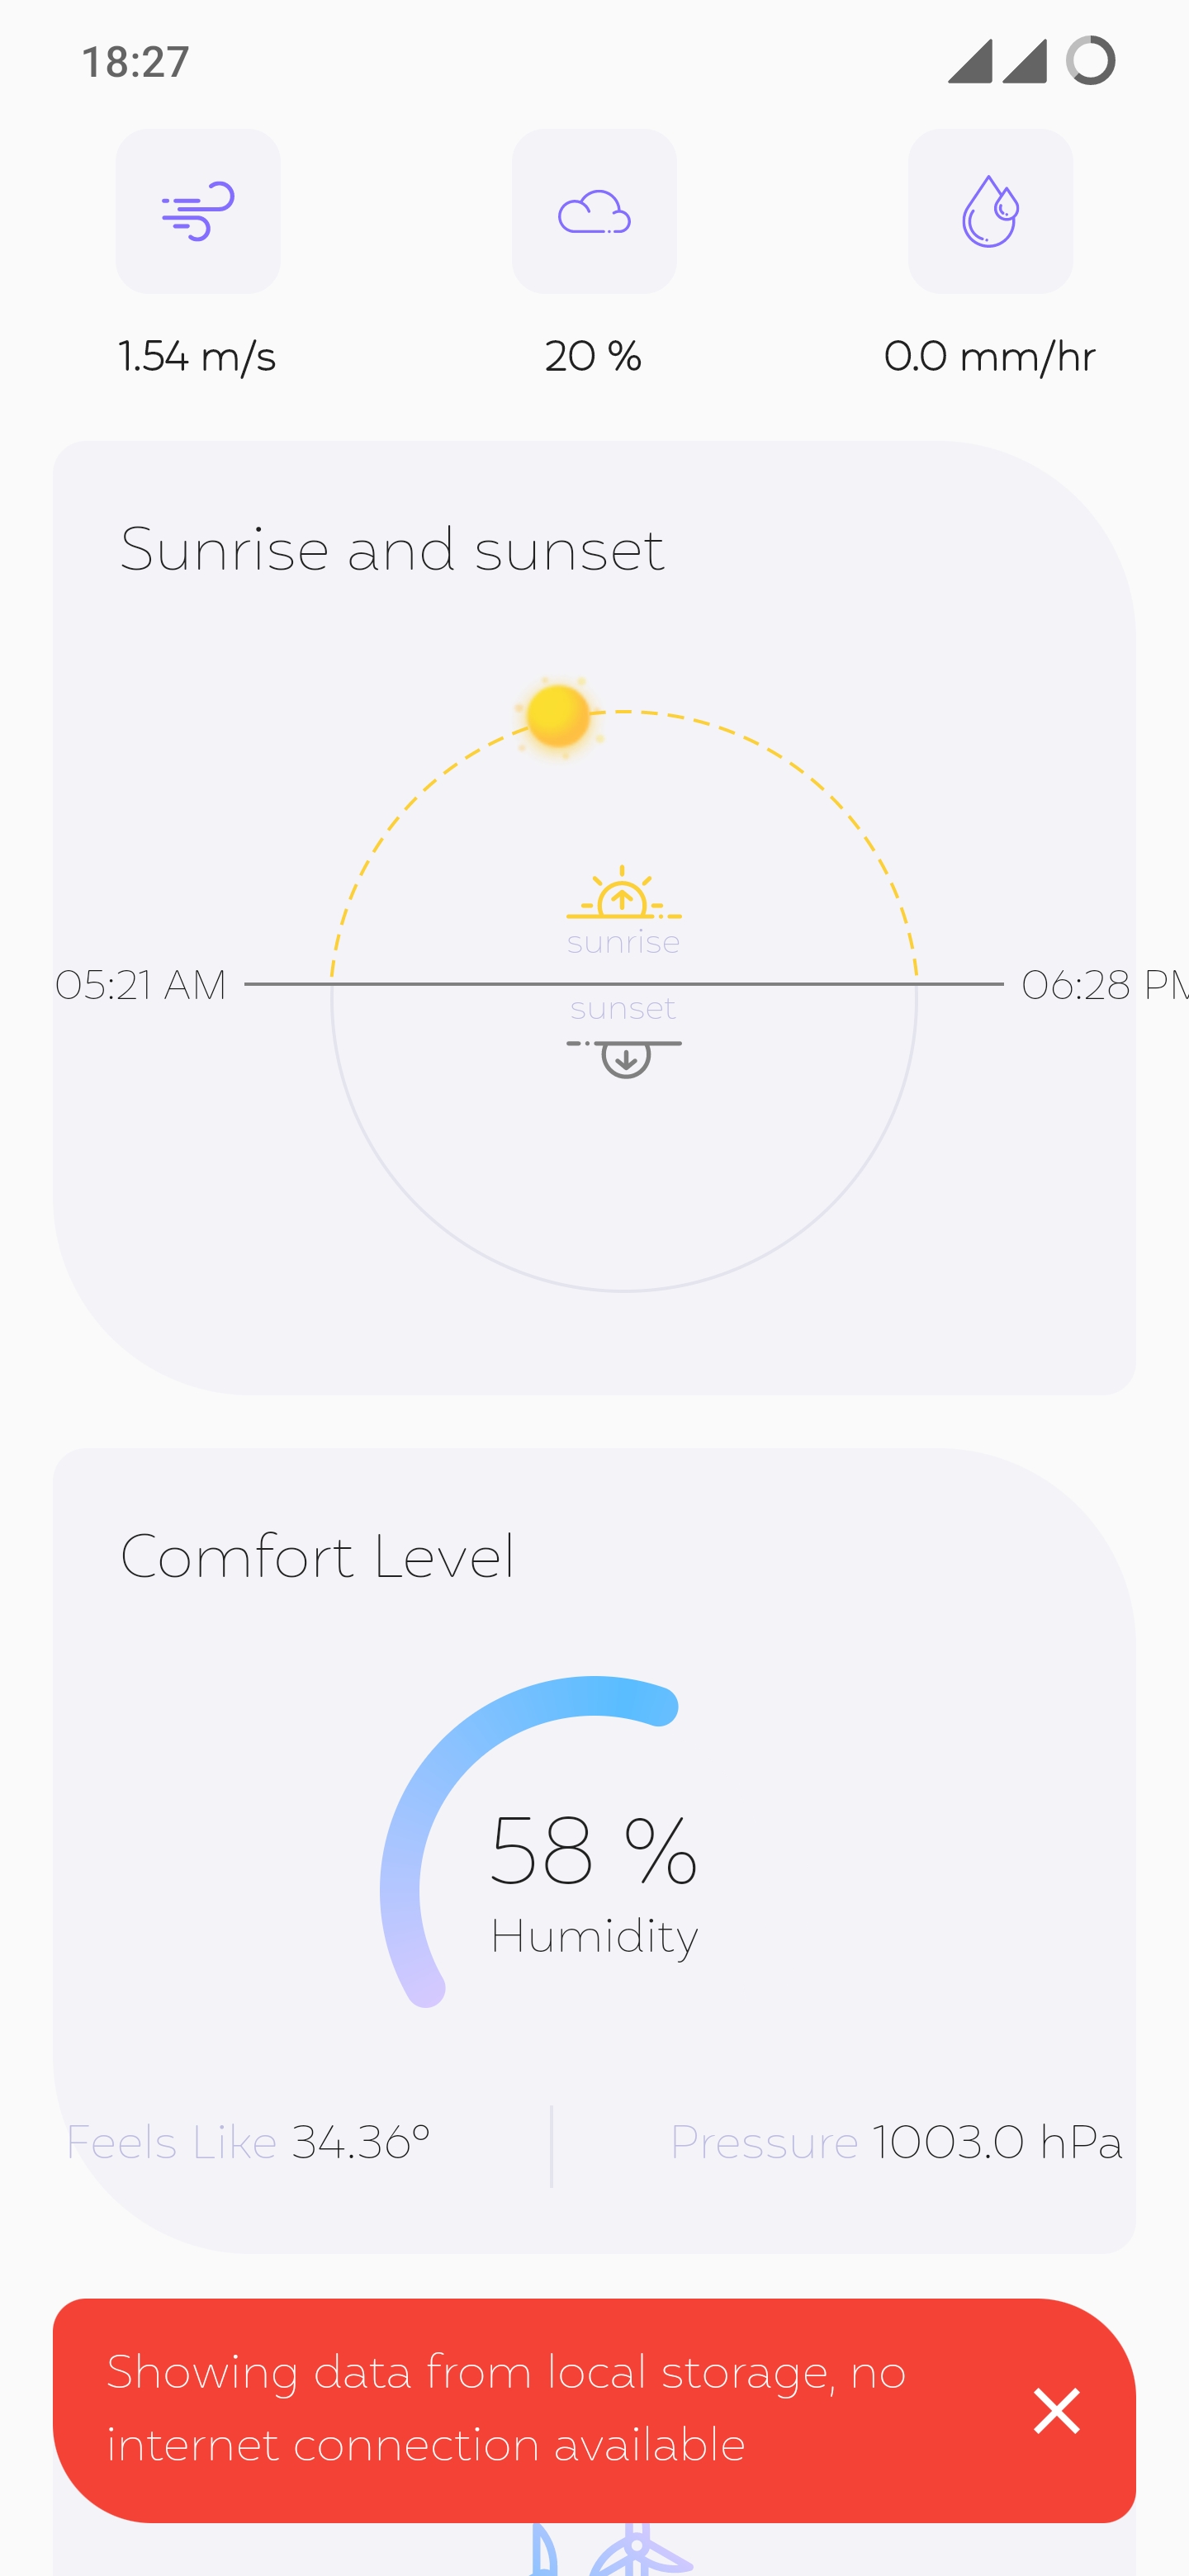 18:27
1.54 m/s
20 %
0.0 mm/hr
Sunrise and sunset
sunrise
05:21 AM
06:28 PM
sunset
Comfort Level
58 %
Humidity
Feels Like 34.36°
Pressure 1003.0 hPa
Showing data from local storage, no
internet connection available